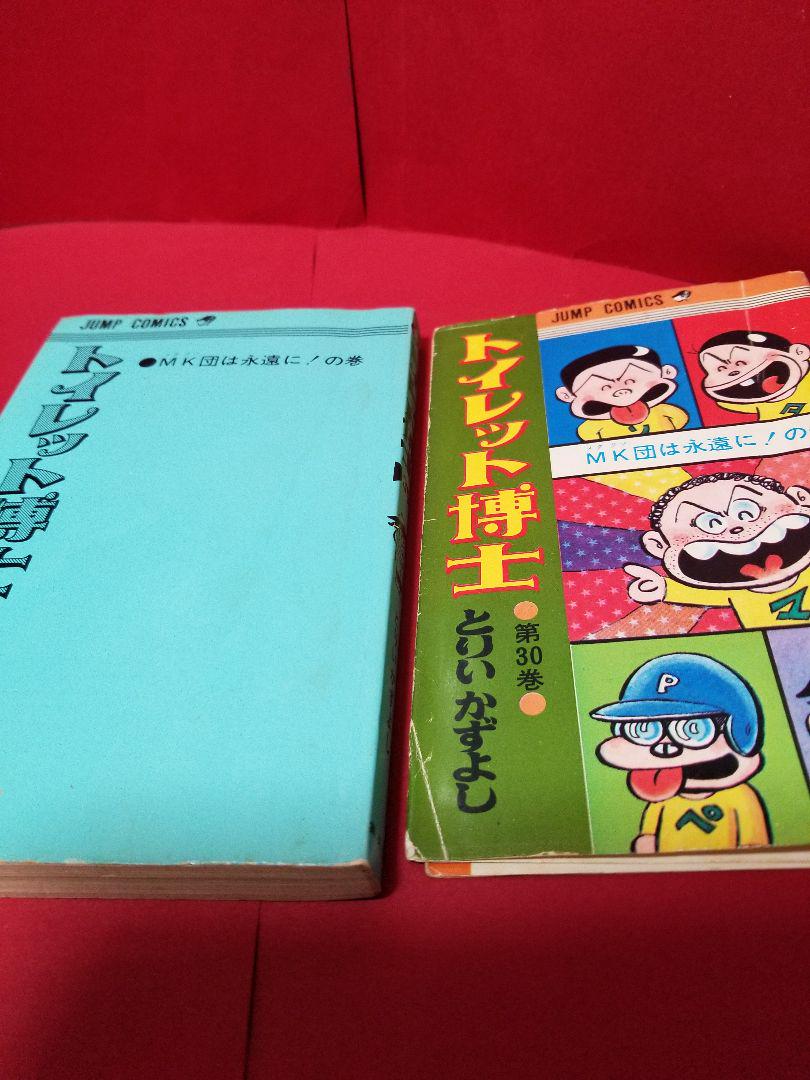 JUMP COMICS
トイレット博士
●MK団は永遠に!の巻
JUMP COMICS
トイレット博士
●第30巻●
とりいかずよし
MK団は永遠に!の
P
ペ